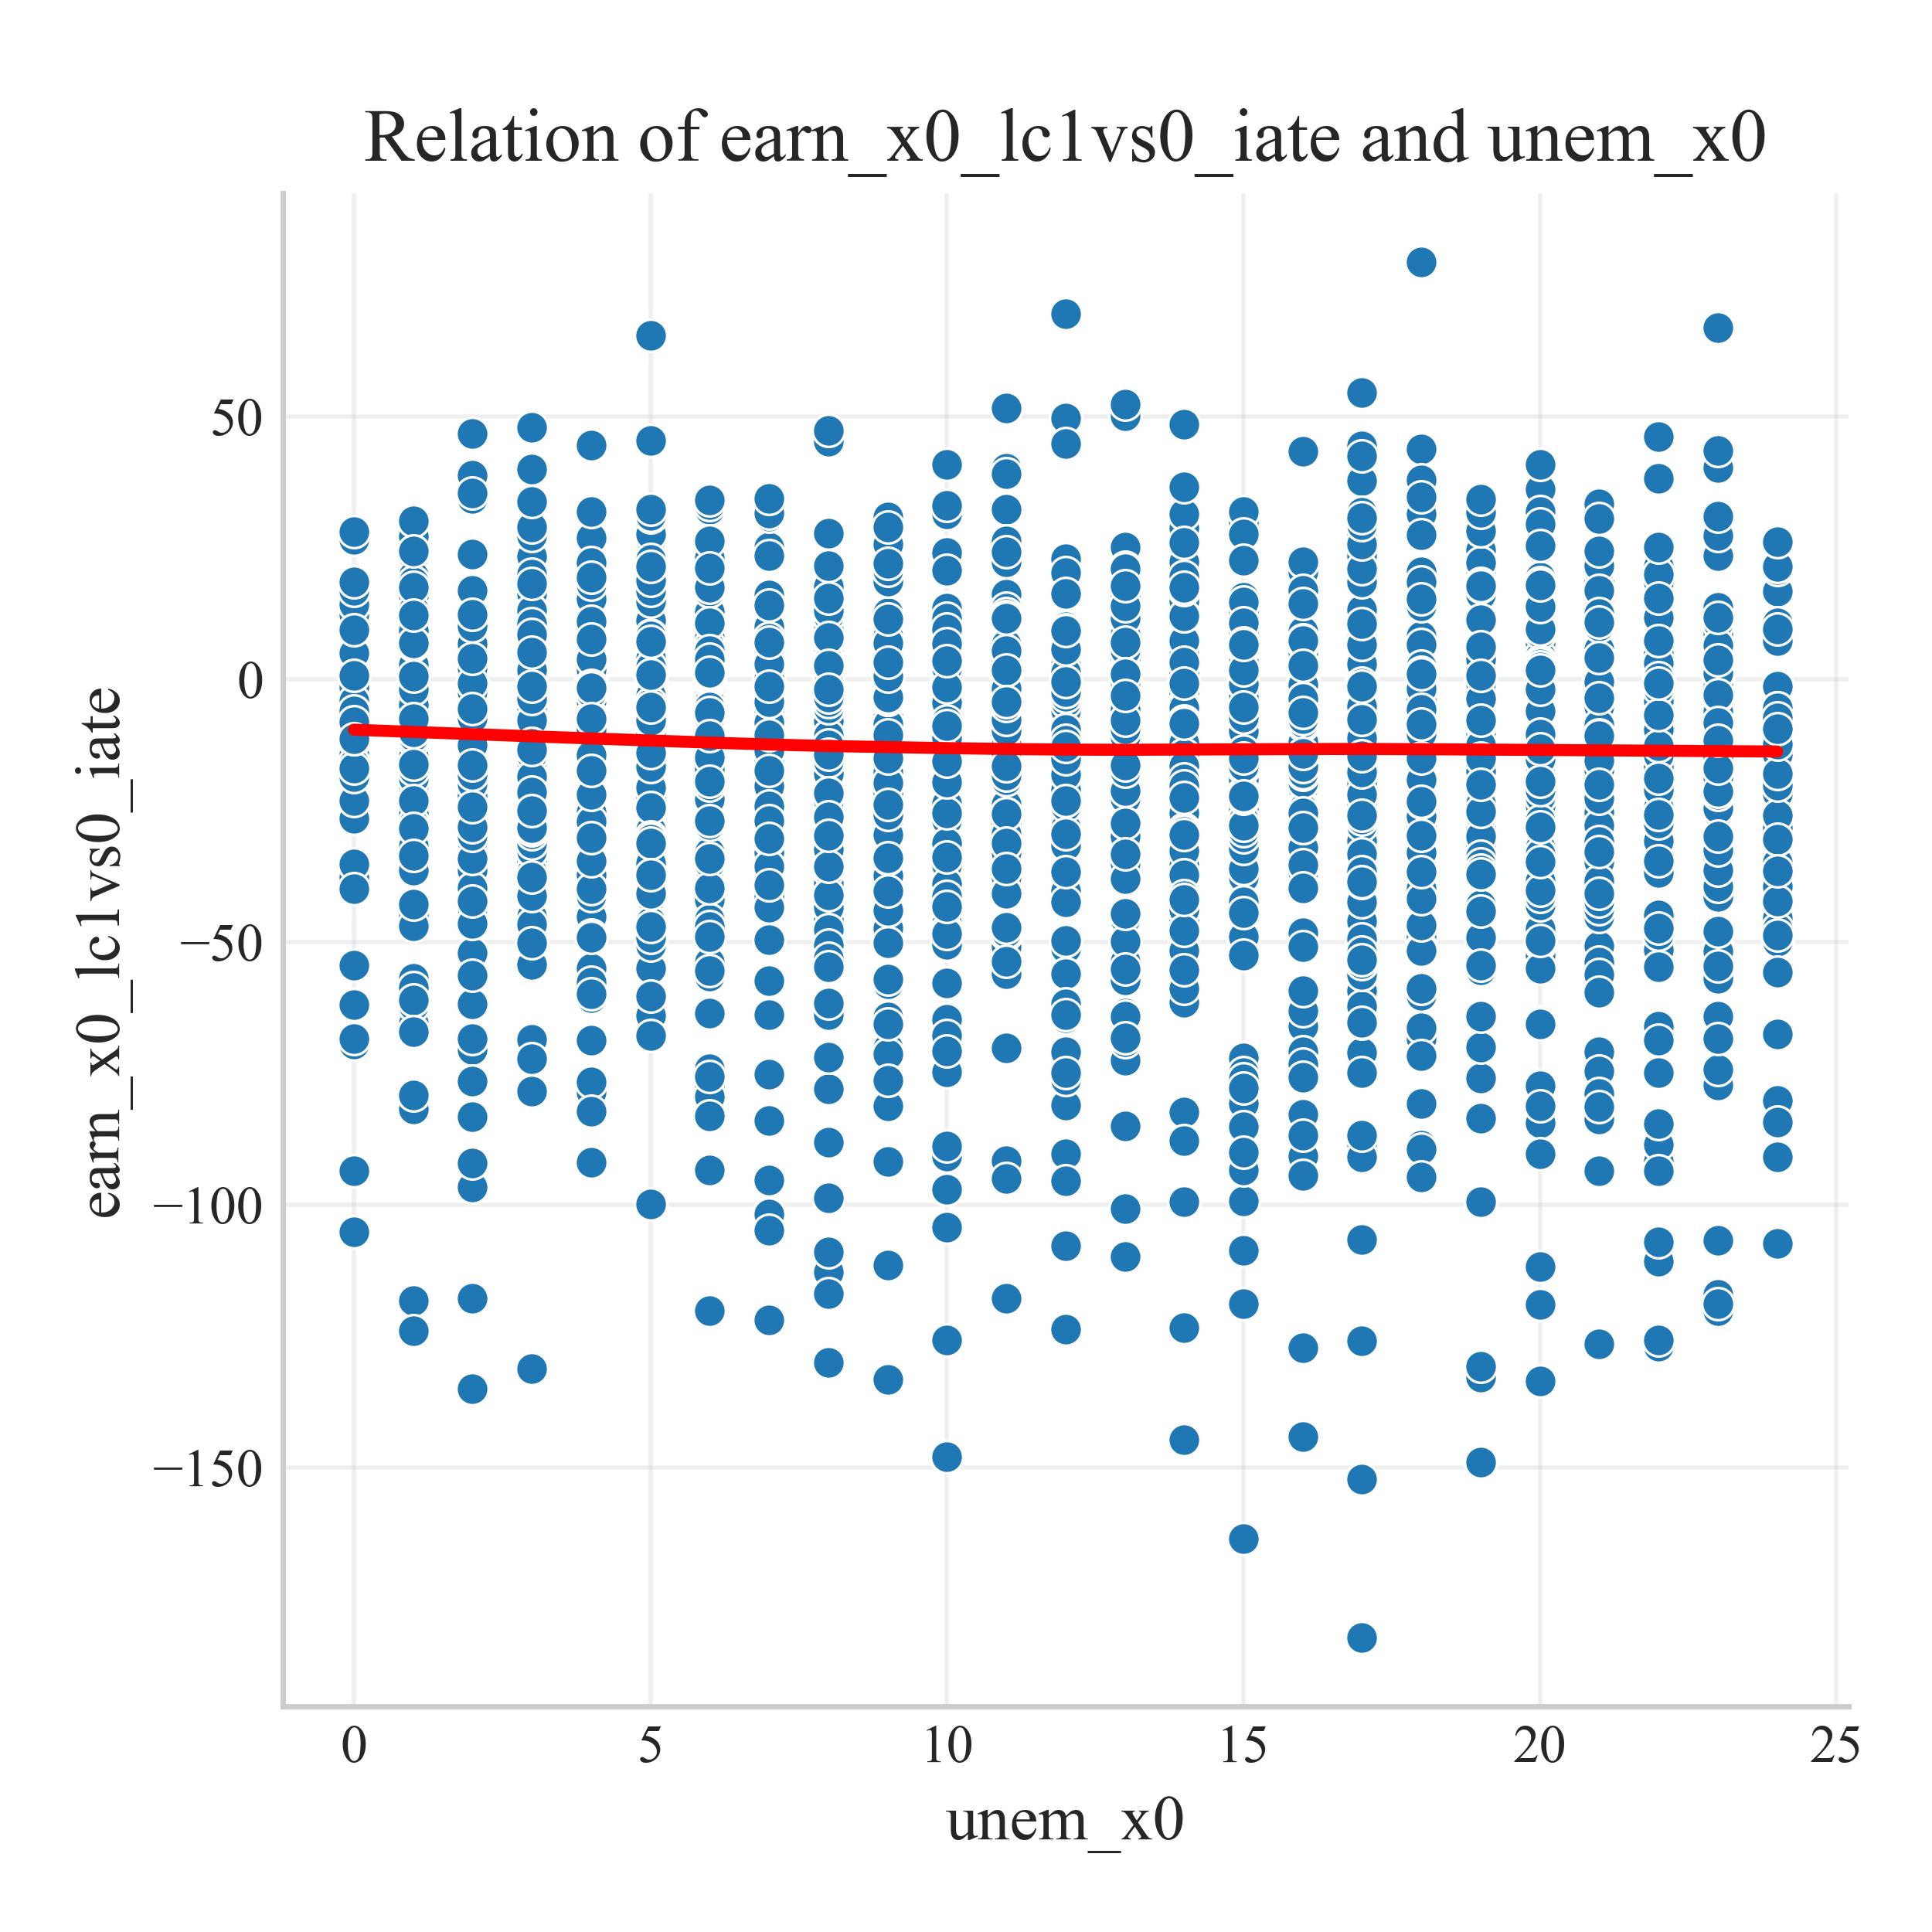 Relation of earn_x0_lc1vs0_iate and unem_x0
earn_x0_lc1vs0_iate
50
0
−50
−100
−150
0 5 10 15 20 25
unem_x0